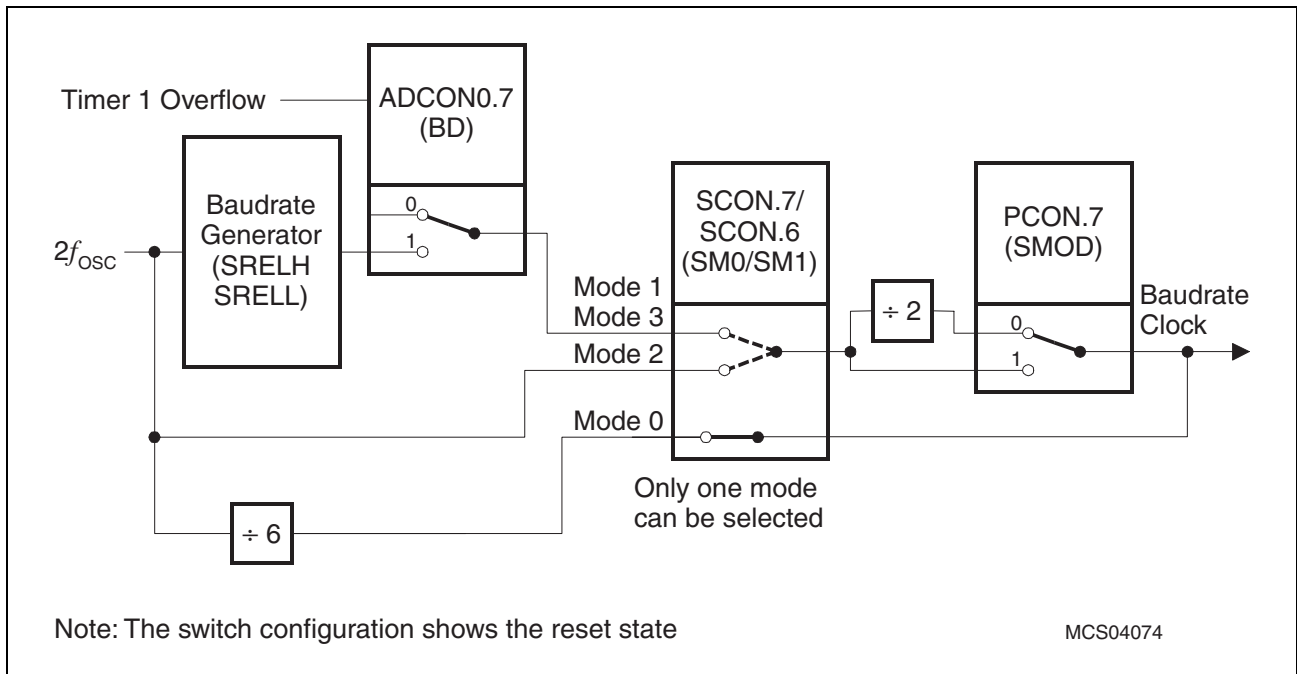 Timer 1 Overflow
ADCON0.7
(BD)
0
1
Baudrate
Generator
(SRELH
SRELL)
2fOSC
SCON.7/
SCON.6
(SM0/SM1)
PCON.7
(SMOD)
Mode 1
Mode 3
Mode 2
Mode 0
÷ 2
0
1
Baudrate
Clock
Only one mode
can be selected
÷ 6
Note: The switch configuration shows the reset state
MCS04074